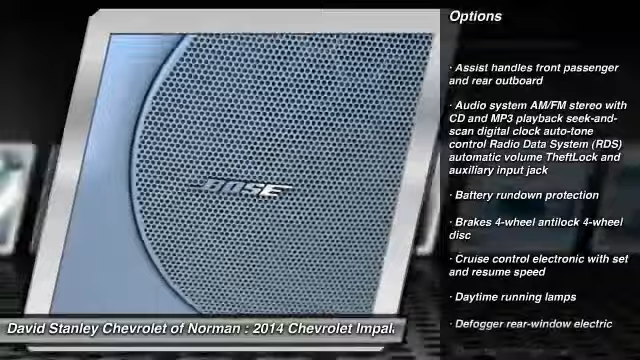 Options
· Assist handles front passenger
and rear outboard
· Audio system AM/FM stereo with
CD and MP3 playback seek-and-
scan digital clock auto-tone
control Radio Data System (RDS)
automatic volume TheftLock and
auxillary input jack
· Battery rundown protection
· Brakes 4-wheel antilock 4-wheel
disc
· Cruise control electronic with set
and resume speed
· Daytime running lamps
· Defogger rear-window electric
BOSE
David Stanley Chevrolet of Norman : 2014 Chevrolet Impal